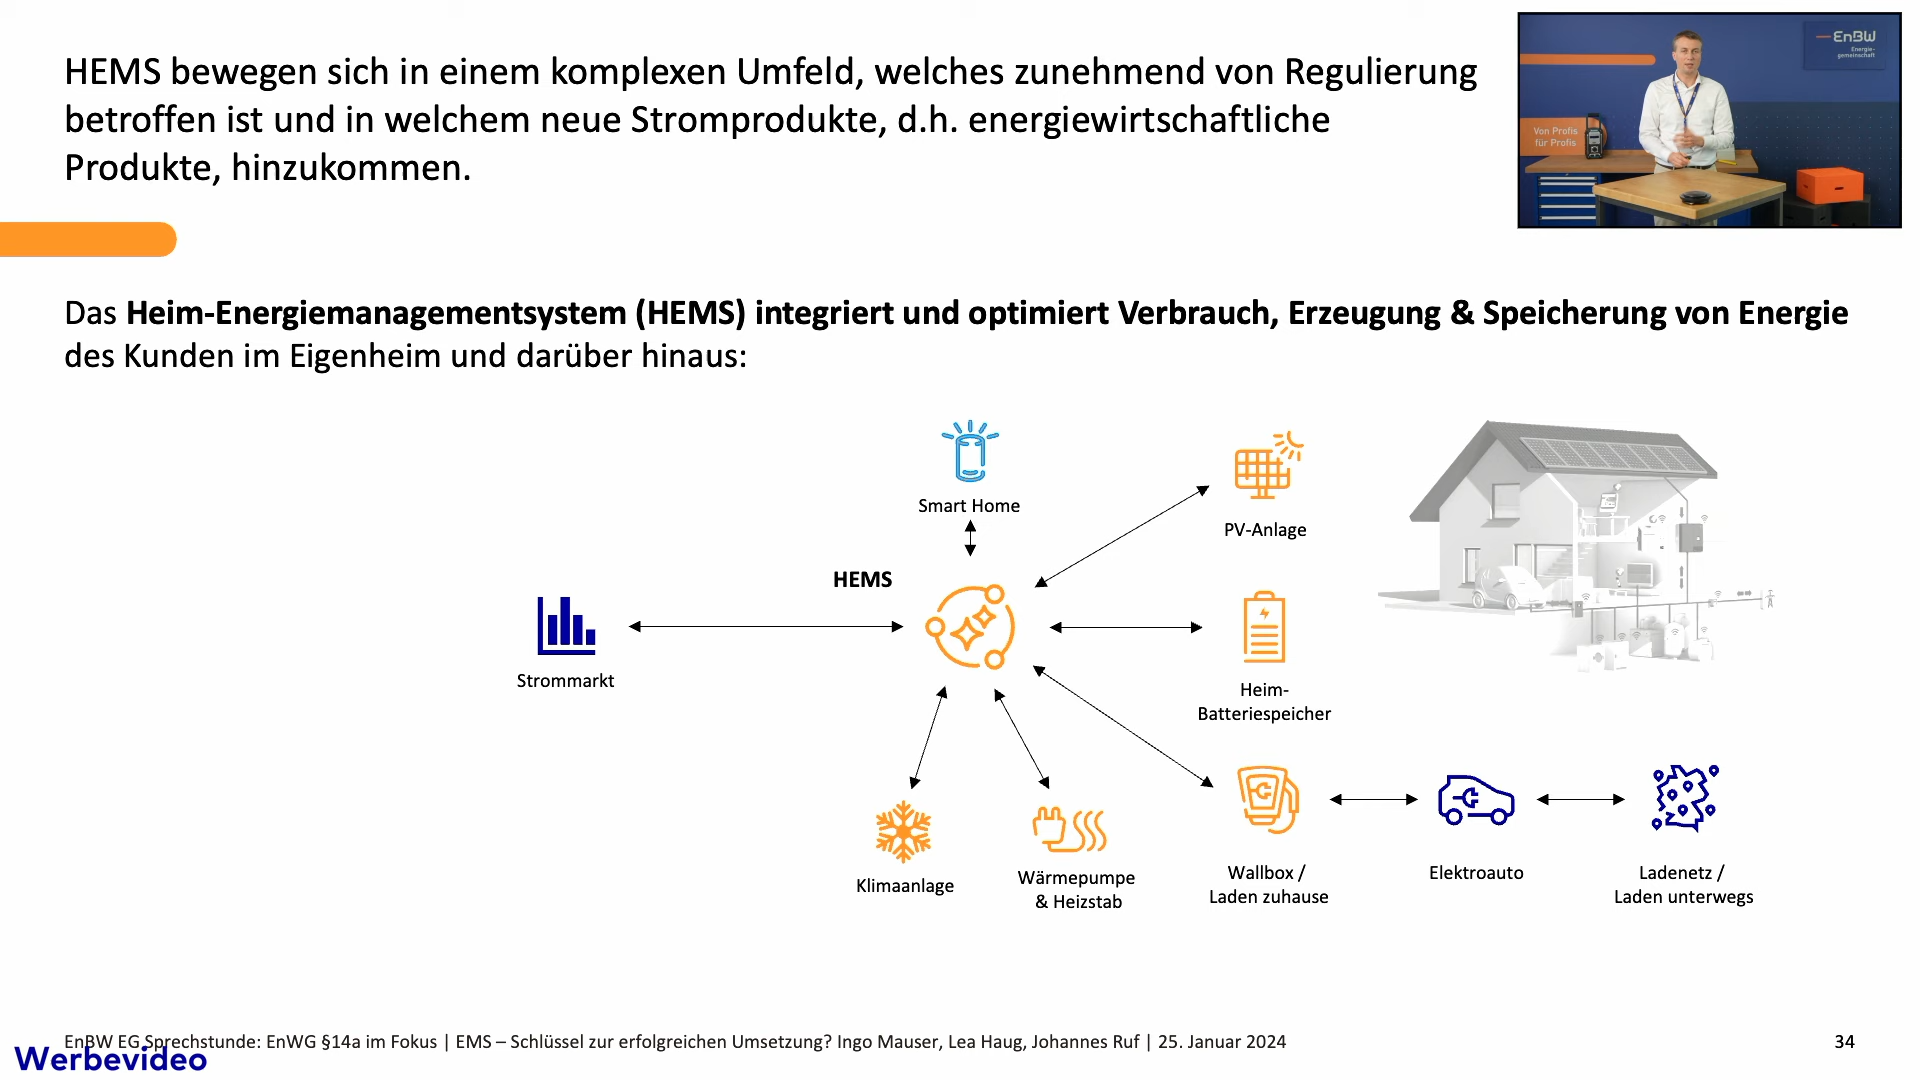 HEMS bewegen sich in einem komplexen Umfeld, welches zunehmend von Regulierung
betroffen ist und in welchem neue Stromprodukte, d.h. energiewirtschaftliche
Produkte, hinzukommen.
EnBW
Energie-
gemeinschaft
Von Profis
für Profis
Das Heim-Energiemanagementsystem (HEMS) integriert und optimiert Verbrauch, Erzeugung & Speicherung von Energie
des Kunden im Eigenheim und darüber hinaus:
Smart Home
PV-Anlage
HEMS
Strommarkt
Heim-
Batteriespeicher
Klimaanlage
Wärmepumpe
& Heizstab
Wallbox /
Laden zuhause
Elektroauto
Ladenetz /
Laden unterwegs
EnBW EG Sprechstunde: EnWG §14a im Fokus | EMS – Schlüssel zur erfolgreichen Umsetzung? Ingo Mauser, Lea Haug, Johannes Ruf | 25. Januar 2024
34
Werbevideo